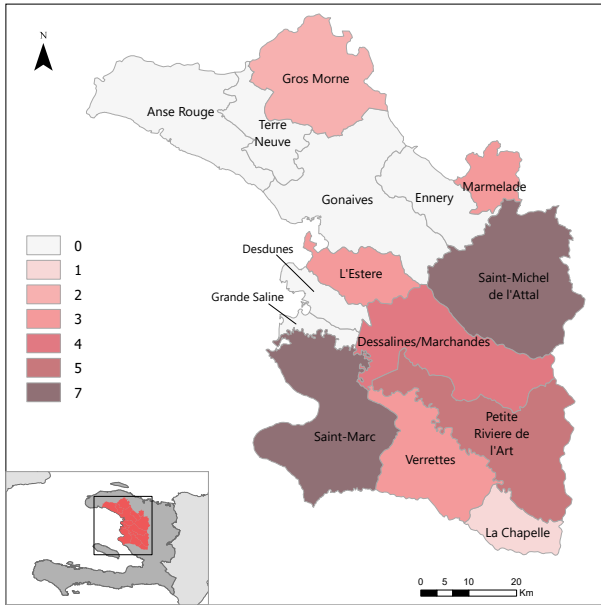 N
Gros Morne
Anse Rouge
Terre
Neuve
Marmelade
Gonaives
Ennery
Desdunes
L'Estere
Saint-Michel
de l'Attal
Grande Saline
Dessalines/Marchandes
Petite
Riviere de
l'Art
Saint-Marc
Verrettes
La Chapelle
0
1
2
3
4
5
7
0 5 10 20
Km